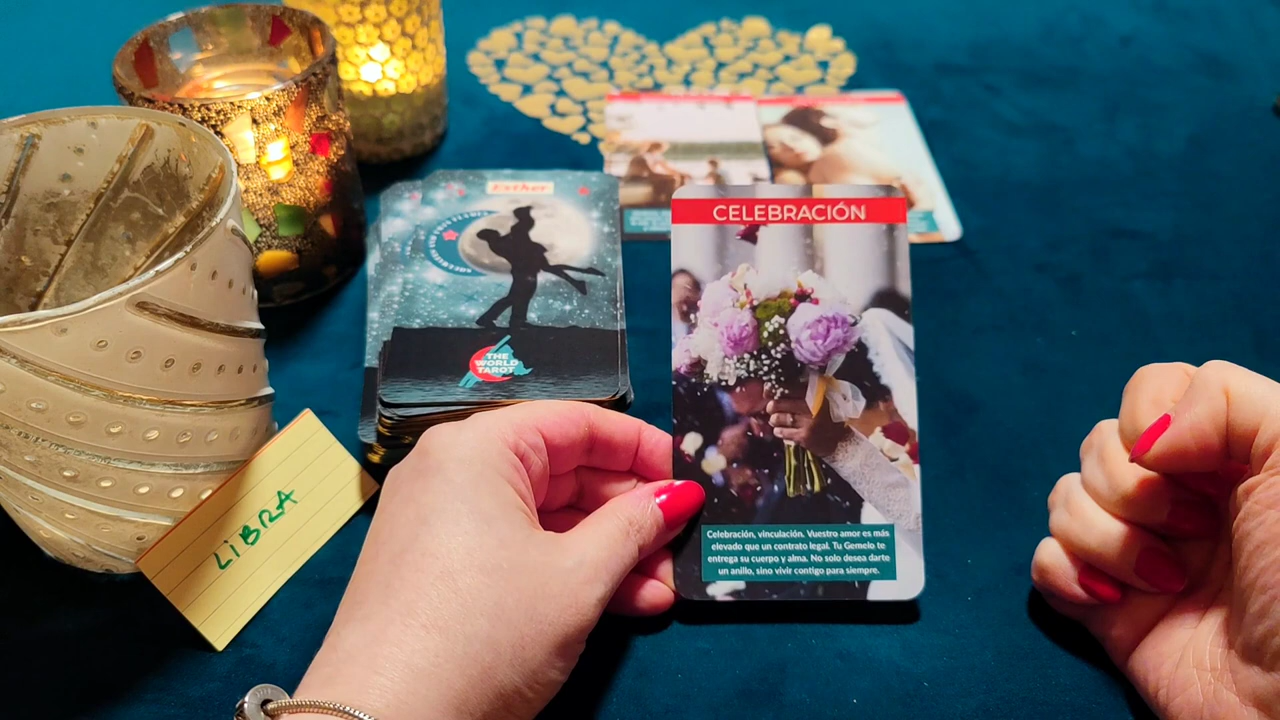 Esther
THE
WORLD
TAROT
CELEBRACIÓN
Celebración, vinculación. Vuestro amor es más
elevado que un contrato legal. Tu Gemelo te
entrega su cuerpo y alma. No solo desea darte
un anillo, sino vivir contigo para siempre.
LIBRA